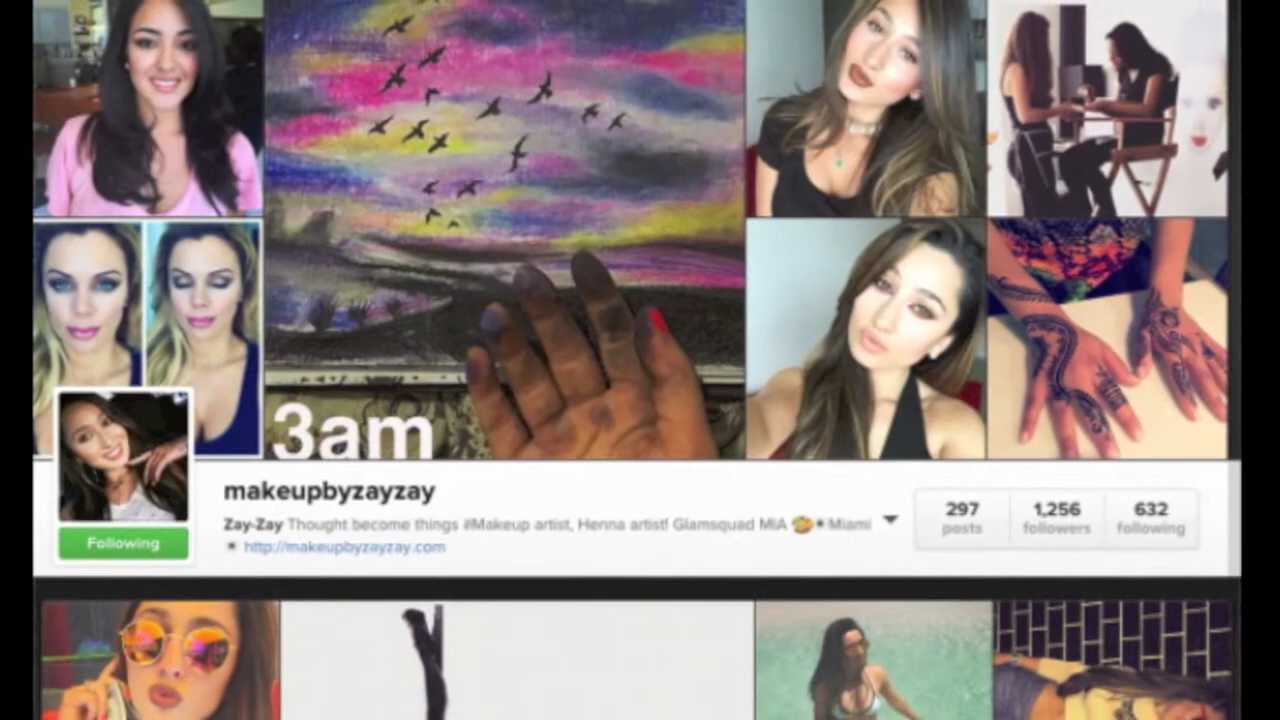 3am
makeupbyzayzay
Zay-Zay Thought become things #Makeup artist, Henna artist! Glamsquad MIA 🎨☀Miami
☀ http://makeupbyzayzay.com
Following
297 posts
1,256 followers
632 following